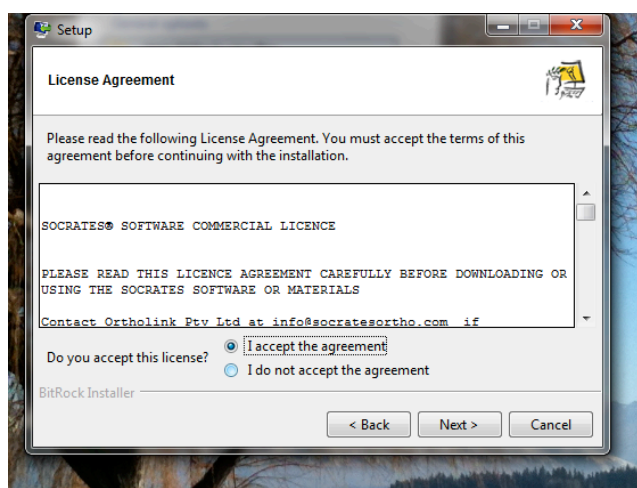 Setup
License Agreement
Please read the following License Agreement. You must accept the terms of this
agreement before continuing with the installation.
SOCRATES® SOFTWARE COMMERCIAL LICENCE
PLEASE READ THIS LICENCE AGREEMENT CAREFULLY BEFORE DOWNLOADING OR
USING THE SOCRATES SOFTWARE OR MATERIALS
Contact Ortholink Pty Ltd at info@socratesortho.com if
Do you accept this license?
I accept the agreement
I do not accept the agreement
BitRock Installer
< Back Next > Cancel